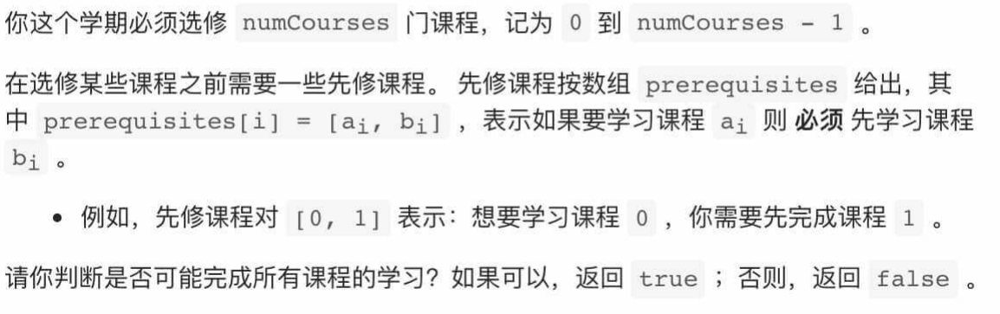 你这个学期必须选修 numCourses 门课程，记为 0 到 numCourses - 1 。
在选修某些课程之前需要一些先修课程。 先修课程按数组 prerequisites 给出，其
中 prerequisites[i] = [ai, bi] ，表示如果要学习课程 ai 则 必须 先学习课程
bi 。
• 例如，先修课程对 [0, 1] 表示：想要学习课程 0 ，你需要先完成课程 1 。
请你判断是否可能完成所有课程的学习？如果可以，返回 true ；否则，返回 false 。